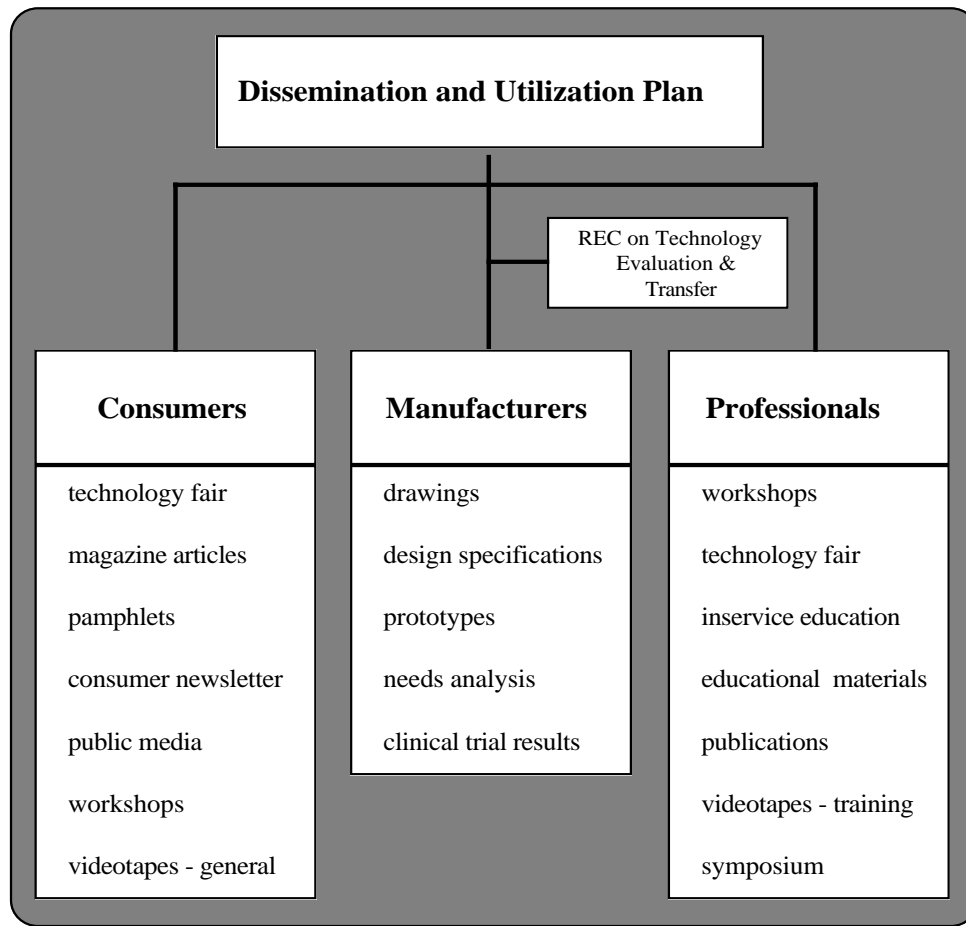 Dissemination and Utilization Plan
REC on Technology
Evaluation &
Transfer
Consumers
technology fair
magazine articles
pamphlets
consumer newsletter
public media
workshops
videotapes - general
Manufacturers
drawings
design specifications
prototypes
needs analysis
clinical trial results
Professionals
workshops
technology fair
inservice education
educational materials
publications
videotapes - training
symposium